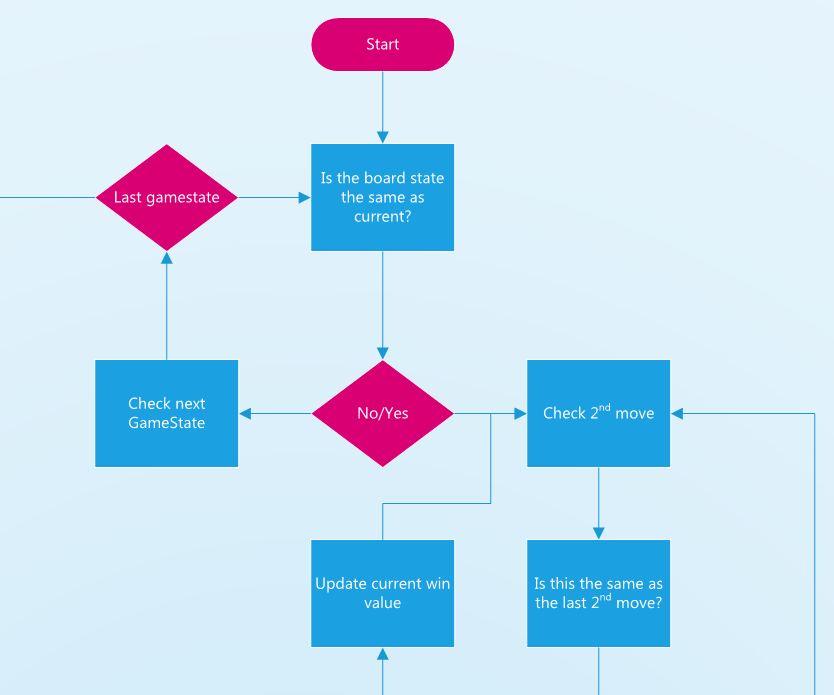 Start
Last gamestate
Is the board state
the same as
current?
Check next
GameState
No/Yes
Check 2nd move
Update current win
value
Is this the same as
the last 2nd move?